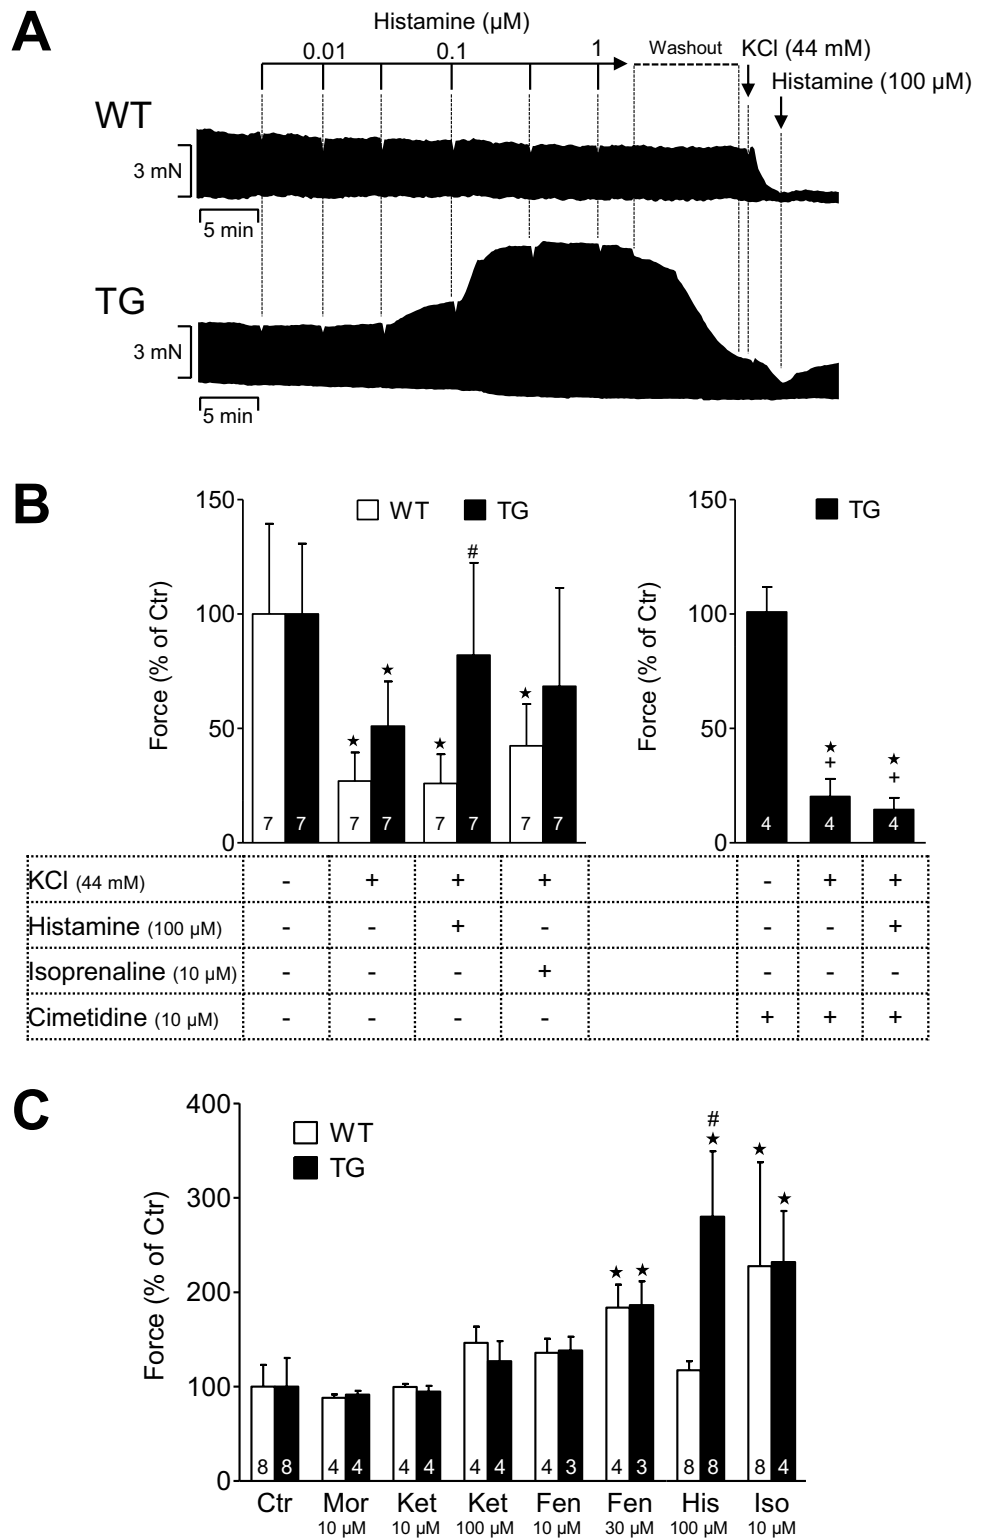 A
Histamine (µM)
0.01 0.1 1
Washout
KCl (44 mM)
Histamine (100 µM)
WT
3 mN
5 min
TG
3 mN
5 min
B
Force (% of Ctr)
150
100
50
0
WT TG
★ ★ ★ # ★
7 7 7 7 7 7 7 7
Force (% of Ctr)
150
100
50
0
TG
★ ★
+ +
4 4 4
KCl (44 mM) - + + + - + +
Histamine (100 µM) - - + - - - +
Isoprenaline (10 µM) - - - + - - -
Cimetidine (10 µM) - - - - + + +
C
Force (% of Ctr)
400
300
200
100
0
WT
TG
#
★ ★ ★ ★ ★
8 8 4 4 4 4 4 4 4 3 4 3 8 8 8 4
Ctr Mor Ket Ket Fen Fen His Iso
10 µM 10 µM 100 µM 10 µM 30 µM 100 µM 10 µM